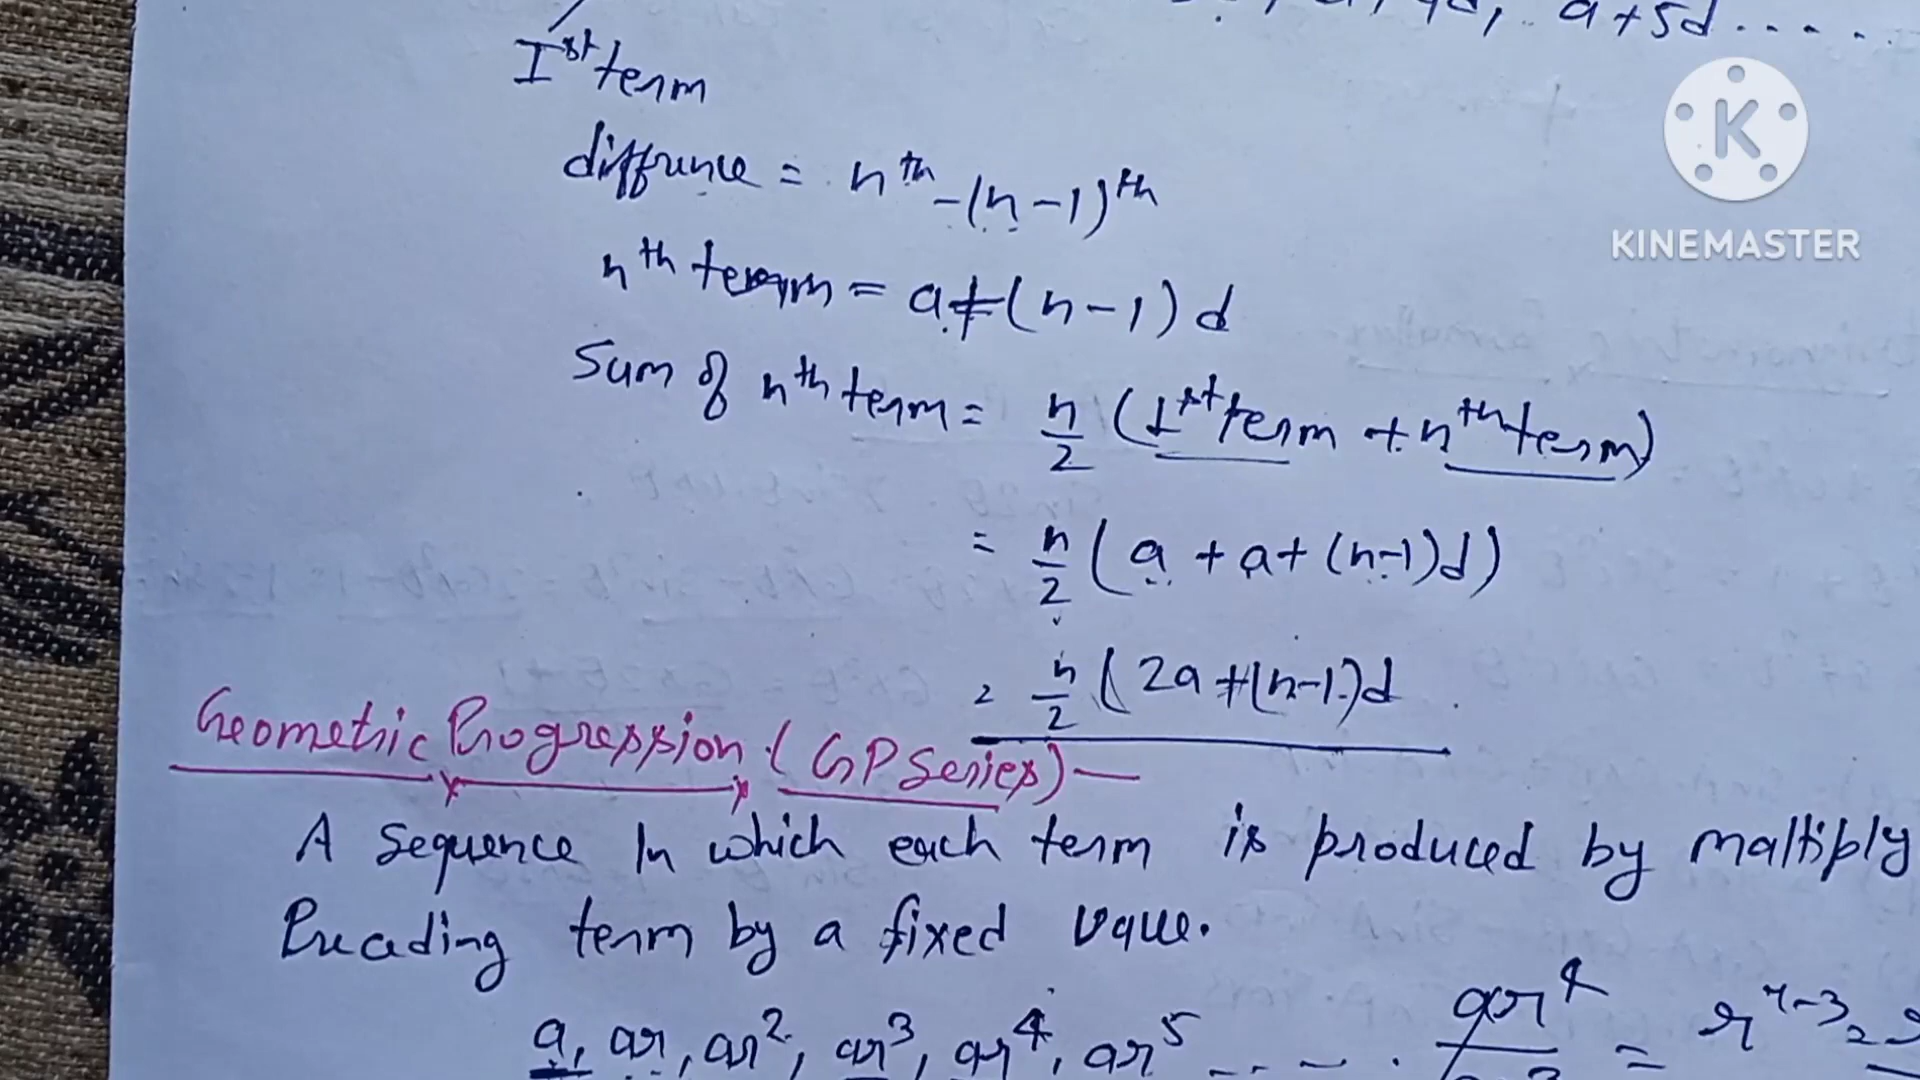 a+5d.....
Ist term
diffrence = nth -(n-1)th
nth term = a+(n-1)d
Sum of nth term = n/2 (1st term + nth term)
= n/2 (a + a + (n-1)d)
= n/2 (2a+(n-1)d
Geometric Progression (GP Series) —
A sequence In which each term is produced by maltiply
Preceding term by a fixed value.
a, ar, ar², ar³, ar⁴, ar⁵ ..... ar⁴ =
KINEMASTER